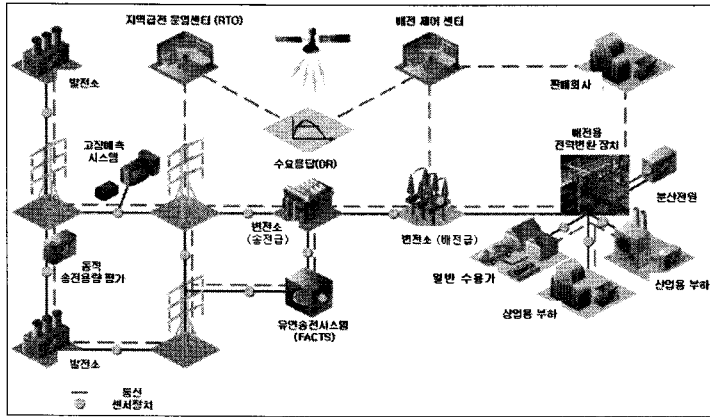 지역급전 운영센터 (RTO)
배전 제어 센터
발전소
판매회사
고장예측
시스템
수요응답(DR)
배전용
전력변환 장치
분산전원
변전소
(송전급)
변전소 (배전급)
동적
송전용량 평가
일반 수용가
산업용 부하
상업용 부하
유연송전시스템
(FACTS)
발전소
통신
센서장치